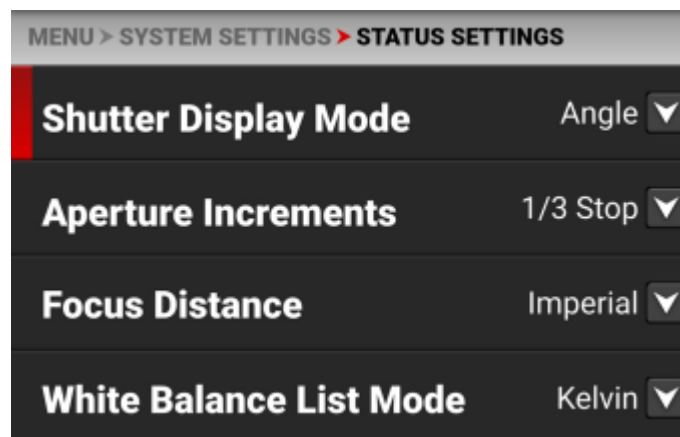 MENU > SYSTEM SETTINGS > STATUS SETTINGS
Shutter Display Mode Angle
Aperture Increments 1/3 Stop
Focus Distance Imperial
White Balance List Mode Kelvin